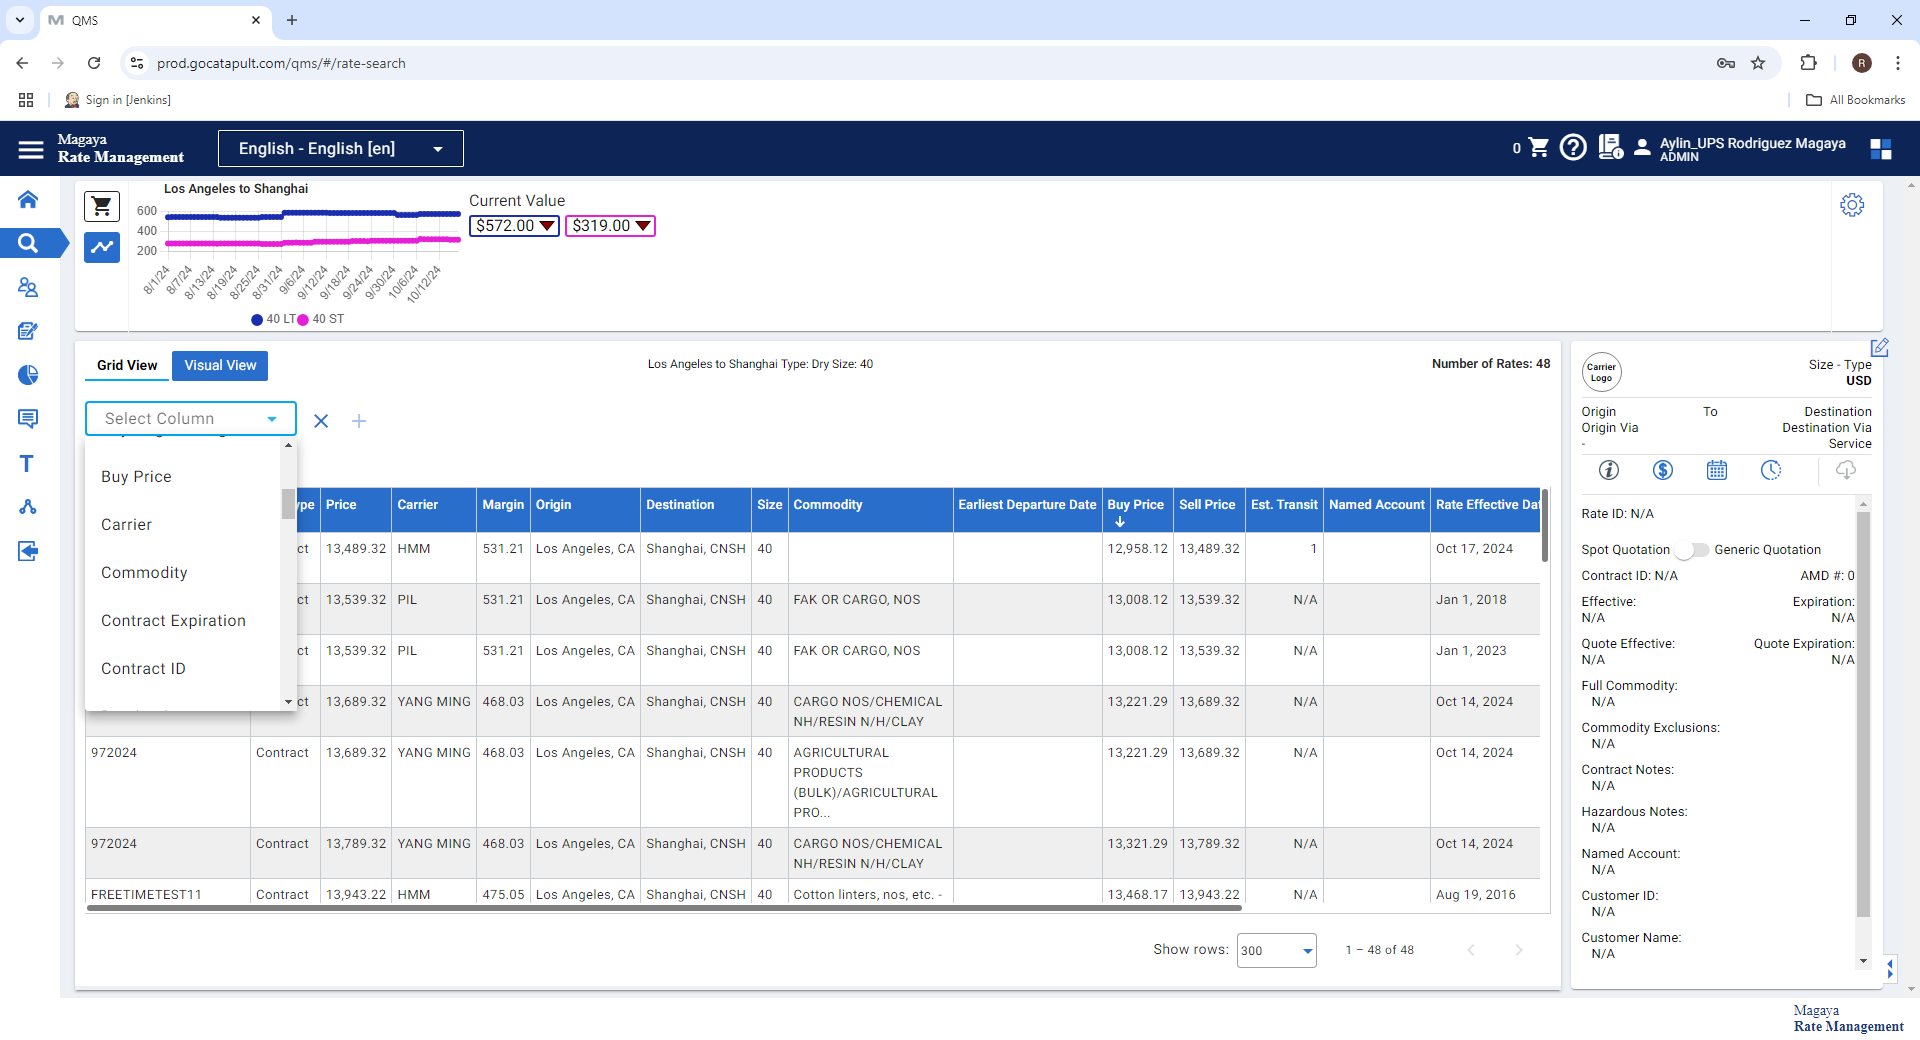 QMS
prod.gocatapult.com/qms/#/rate-search
R
Sign in [Jenkins]
All Bookmarks
Magaya
Rate Management
English - English [en]
0
Aylin_UPS Rodriguez Magaya
ADMIN
Los Angeles to Shanghai
600
400
200
8/1/24
8/7/24
8/13/24
8/19/24
8/25/24
8/31/24
9/6/24
9/12/24
9/18/24
9/24/24
9/30/24
10/6/24
10/12/24
40 LT 40 ST
Current Value
$572.00 $319.00
Grid View Visual View
Los Angeles to Shanghai Type: Dry Size: 40
Number of Rates: 48
Select Column
Buy Price
Carrier
Commodity
Contract Expiration
Contract ID
ype Price Carrier Margin Origin Destination Size Commodity Earliest Departure Date Buy Price Sell Price Est. Transit Named Account Rate Effective Dat
ct 13,489.32 HMM 531.21 Los Angeles, CA Shanghai, CNSH 40 12,958.12 13,489.32 1 Oct 17, 2024
ct 13,539.32 PIL 531.21 Los Angeles, CA Shanghai, CNSH 40 FAK OR CARGO, NOS 13,008.12 13,539.32 N/A Jan 1, 2018
ct 13,539.32 PIL 531.21 Los Angeles, CA Shanghai, CNSH 40 FAK OR CARGO, NOS 13,008.12 13,539.32 N/A Jan 1, 2023
ct 13,689.32 YANG MING 468.03 Los Angeles, CA Shanghai, CNSH 40 CARGO NOS/CHEMICAL 13,221.29 13,689.32 N/A Oct 14, 2024
NH/RESIN N/H/CLAY
972024 Contract 13,689.32 YANG MING 468.03 Los Angeles, CA Shanghai, CNSH 40 AGRICULTURAL 13,221.29 13,689.32 N/A Oct 14, 2024
PRODUCTS
(BULK)/AGRICULTURAL
PRO...
972024 Contract 13,789.32 YANG MING 468.03 Los Angeles, CA Shanghai, CNSH 40 CARGO NOS/CHEMICAL 13,321.29 13,789.32 N/A Oct 14, 2024
NH/RESIN N/H/CLAY
FREETIMETEST11 Contract 13,943.22 HMM 475.05 Los Angeles, CA Shanghai, CNSH 40 Cotton linters, nos, etc. - 13,468.17 13,943.22 N/A Aug 19, 2016
Show rows: 300 1 – 48 of 48
Carrier
Logo
Size - Type
USD
Origin To Destination
Origin Via Destination Via
- Service
Rate ID: N/A
Spot Quotation Generic Quotation
Contract ID: N/A AMD #: 0
Effective: Expiration:
N/A N/A
Quote Effective: Quote Expiration:
N/A N/A
Full Commodity:
N/A
Commodity Exclusions:
N/A
Contract Notes:
N/A
Hazardous Notes:
N/A
Named Account:
N/A
Customer ID:
N/A
Customer Name:
N/A
Magaya
Rate Management